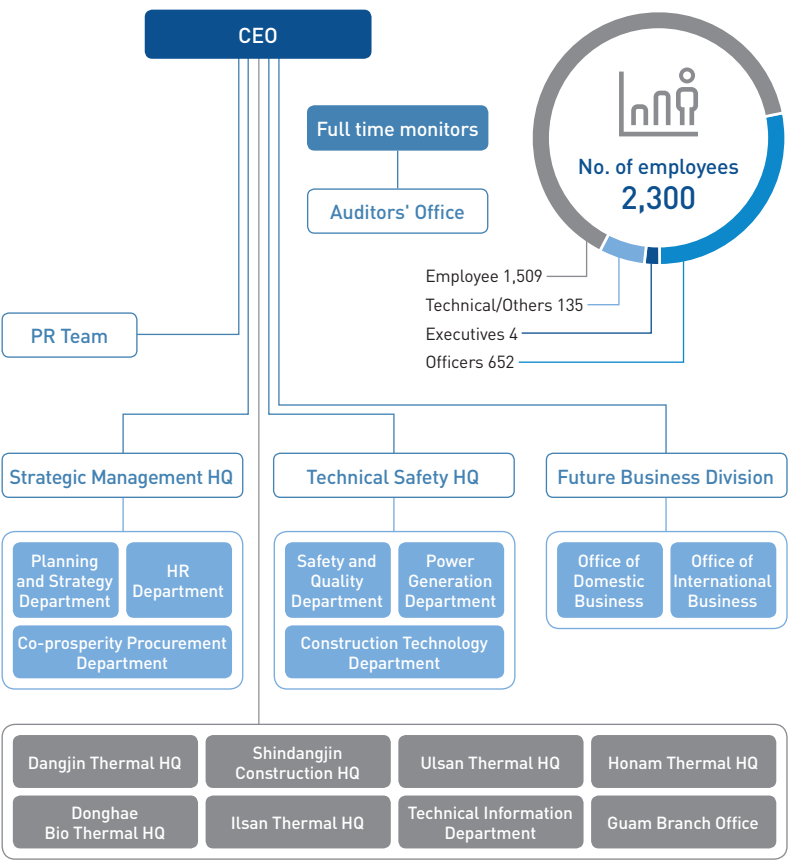 CEO
Full time monitors
Auditors' Office
No. of employees
2,300
Employee 1,509
Technical/Others 135
Executives 4
Officers 652
PR Team
Strategic Management HQ
Technical Safety HQ
Future Business Division
Planning
and Strategy
Department
HR
Department
Co-prosperity Procurement
Department
Safety and
Quality
Department
Power
Generation
Department
Construction Technology
Department
Office of
Domestic
Business
Office of
International
Business
Dangjin Thermal HQ
Shindangjin
Construction HQ
Ulsan Thermal HQ
Honam Thermal HQ
Donghae
Bio Thermal HQ
Ilsan Thermal HQ
Technical Information
Department
Guam Branch Office